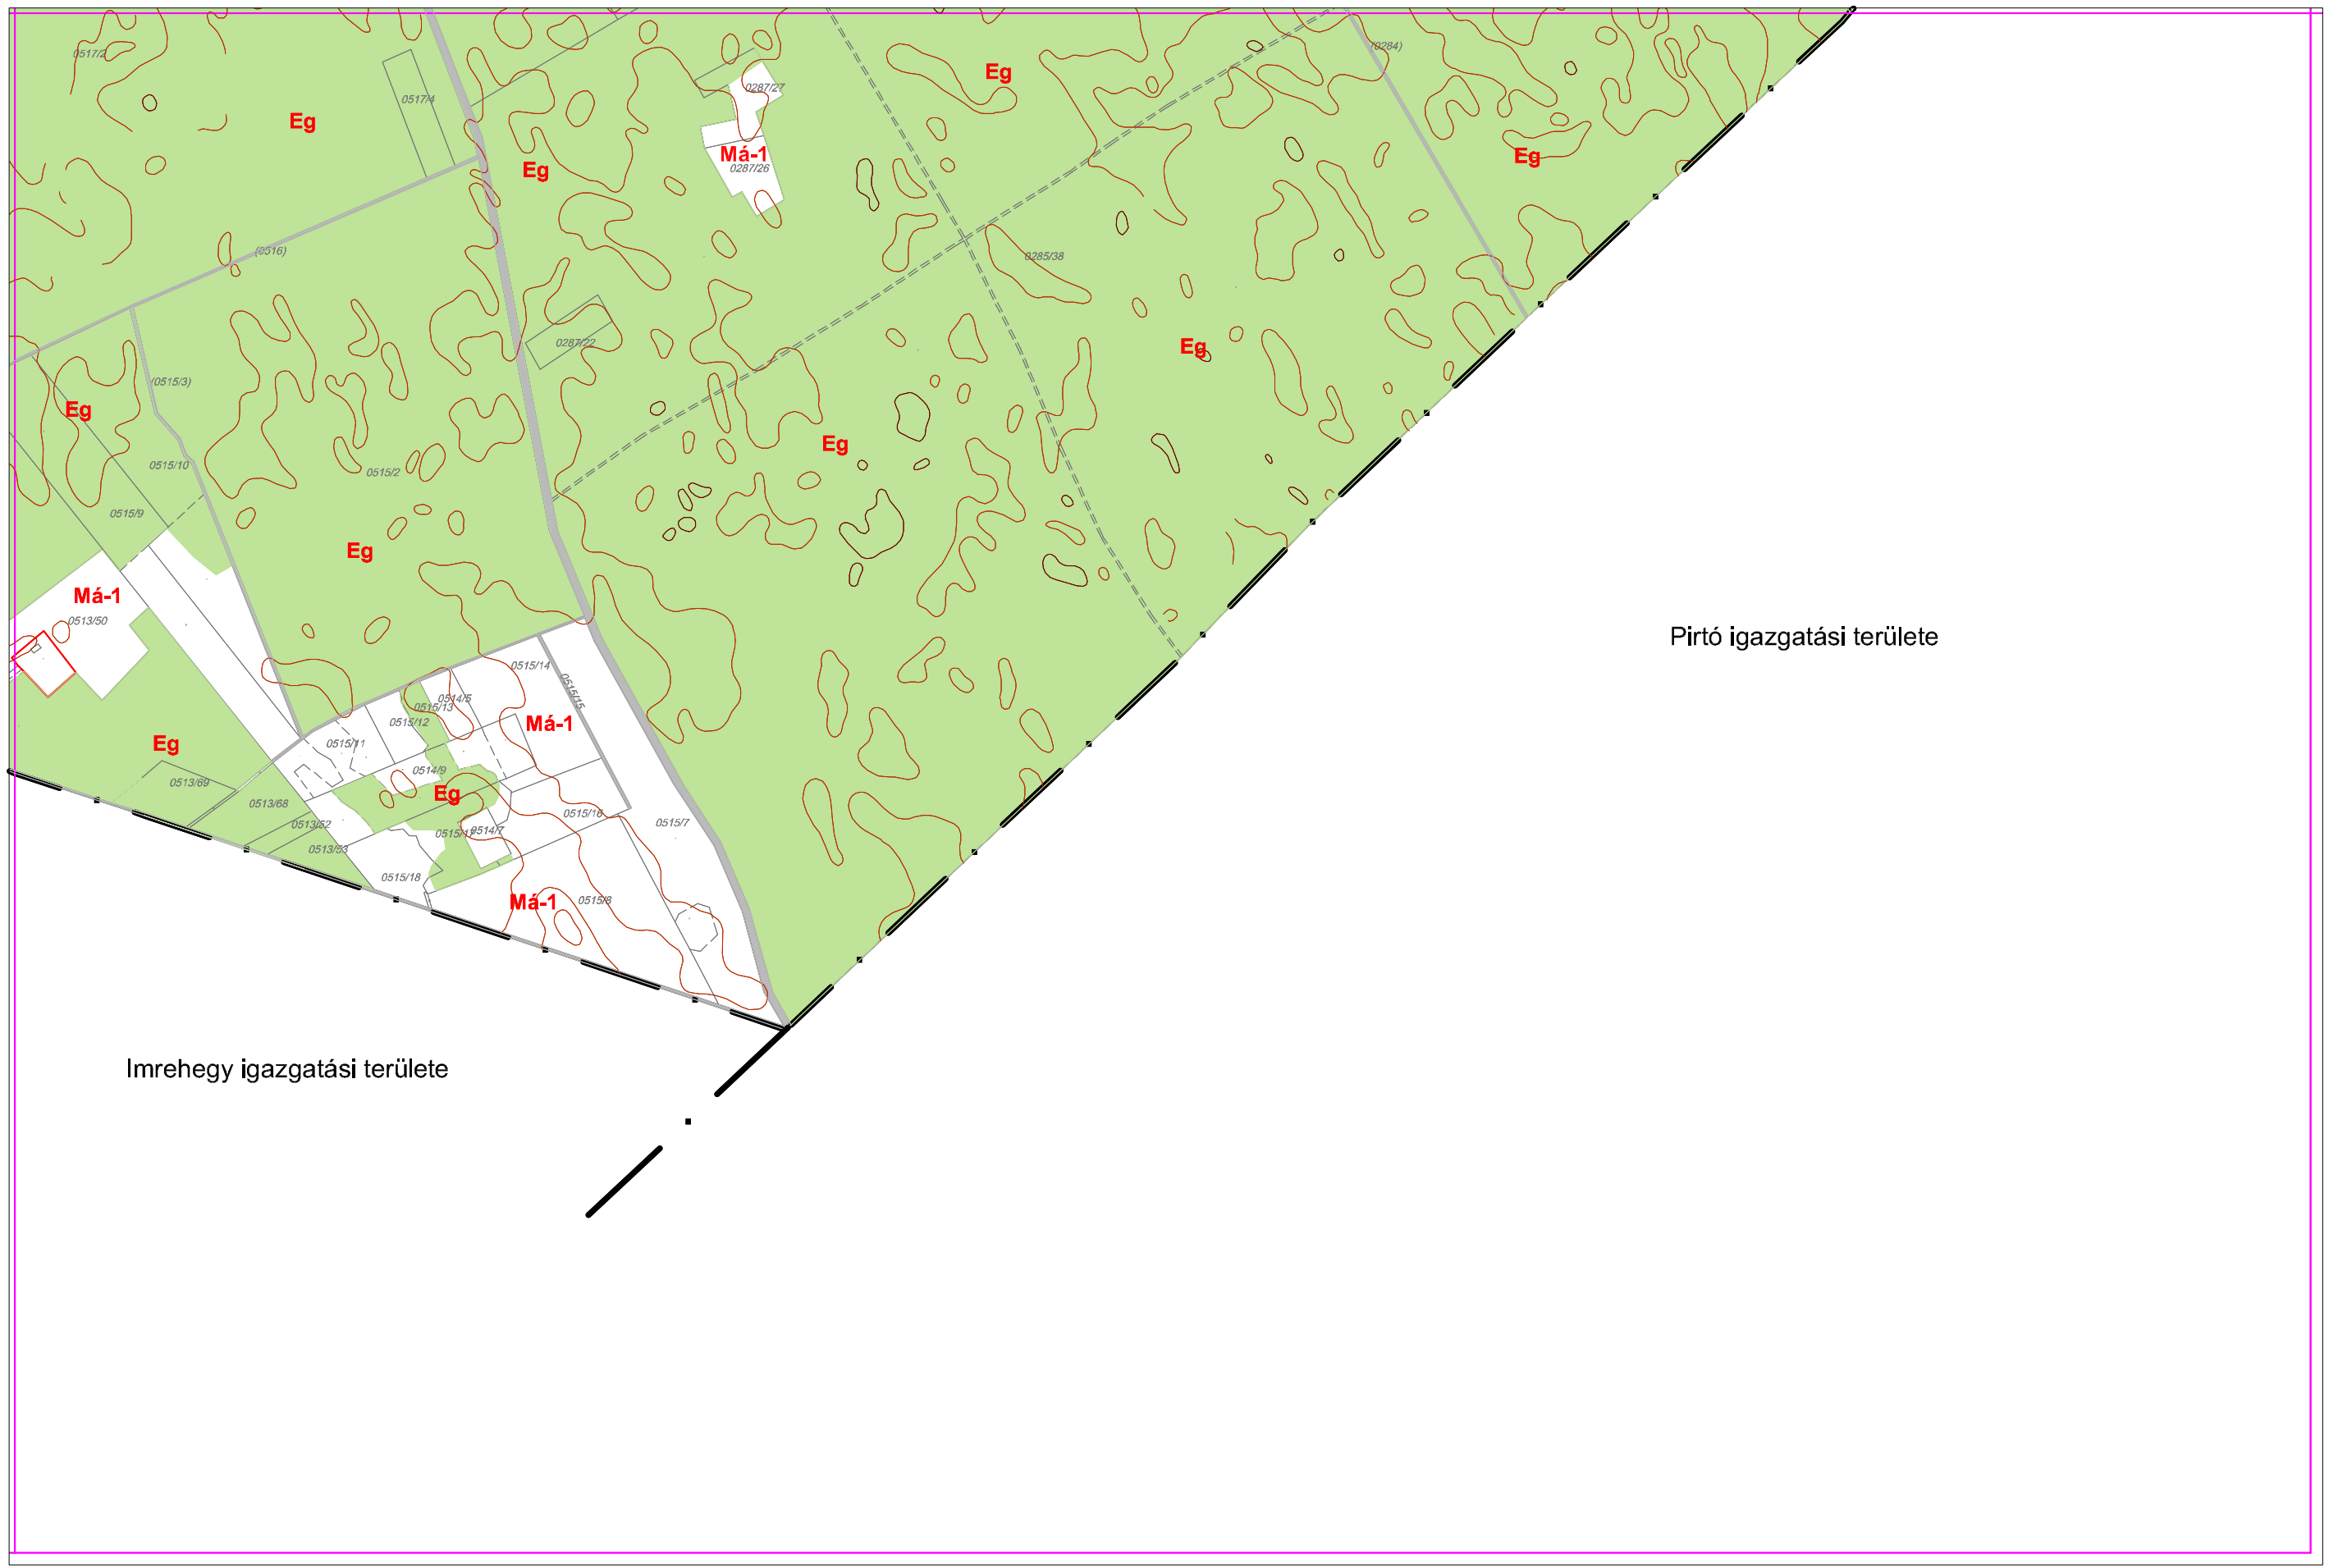 0517/2
(0284)
Eg
0287/27
0517/4
Eg
Má-1
Eg
0287/26
Eg
(0516)
0285/38
0287/22
Eg
(0515/3)
Eg
Eg
0515/10
0515/2
0515/9
Eg
Má-1
0513/50
Pirtó igazgatási területe
0515/14
0515/15
0514/5
0515/13
0515/12
Má-1
Eg
0515/11
0514/9
0513/69
Eg
0513/68
0515/16
0513/52
0515/7
0515/17
0514/7
0513/53
0515/18
Má-1
0515/8
Imrehegy igazgatási területe